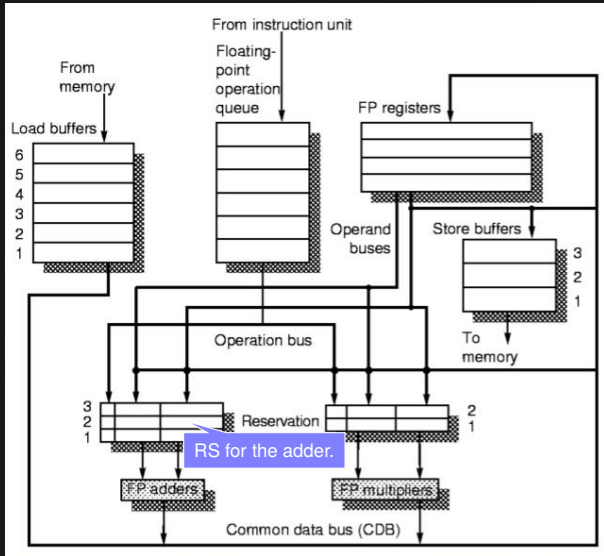 From instruction unit
Floating-
point
operation
queue
From
memory
Load buffers
FP registers
6
5
4
3
2
1
Operand
buses
Store buffers
3
2
1
To
memory
Operation bus
3
2
1
Reservation
2
1
RS for the adder.
FP adders
FP multipliers
Common data bus (CDB)